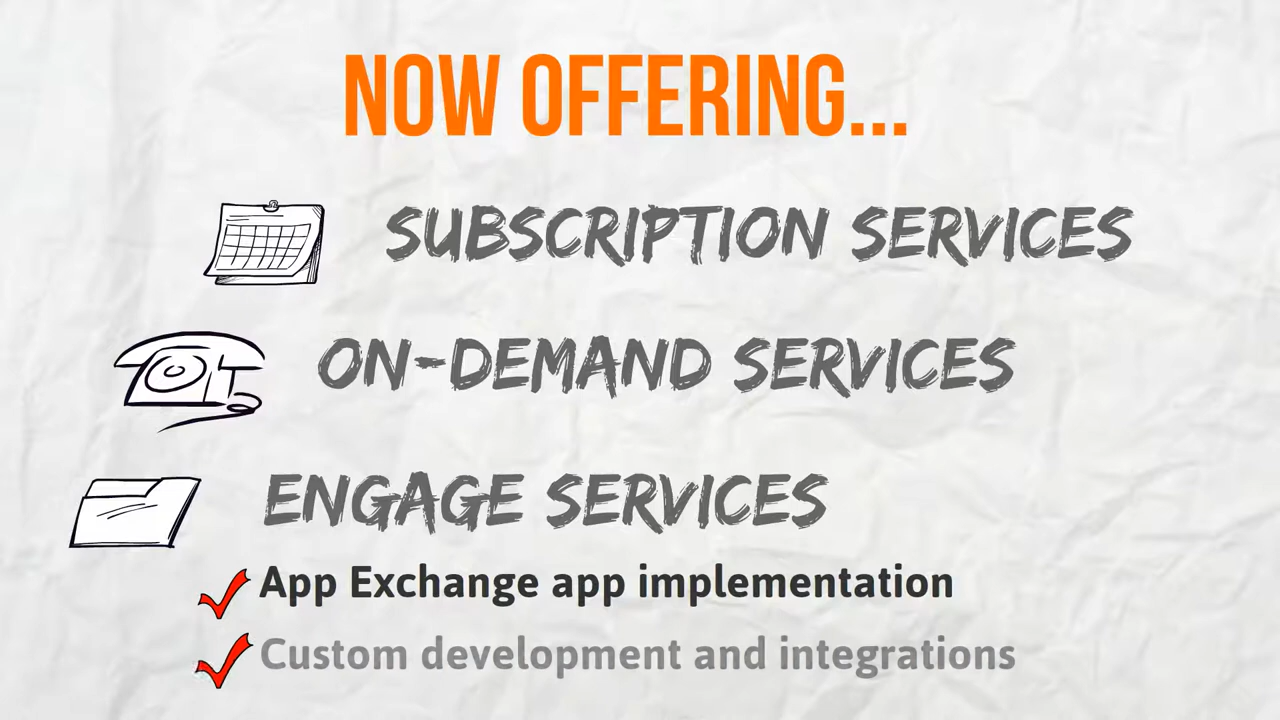 NOW OFFERING...
SUBSCRIPTION SERVICES
ON-DEMAND SERVICES
ENGAGE SERVICES
App Exchange app implementation
Custom development and integrations